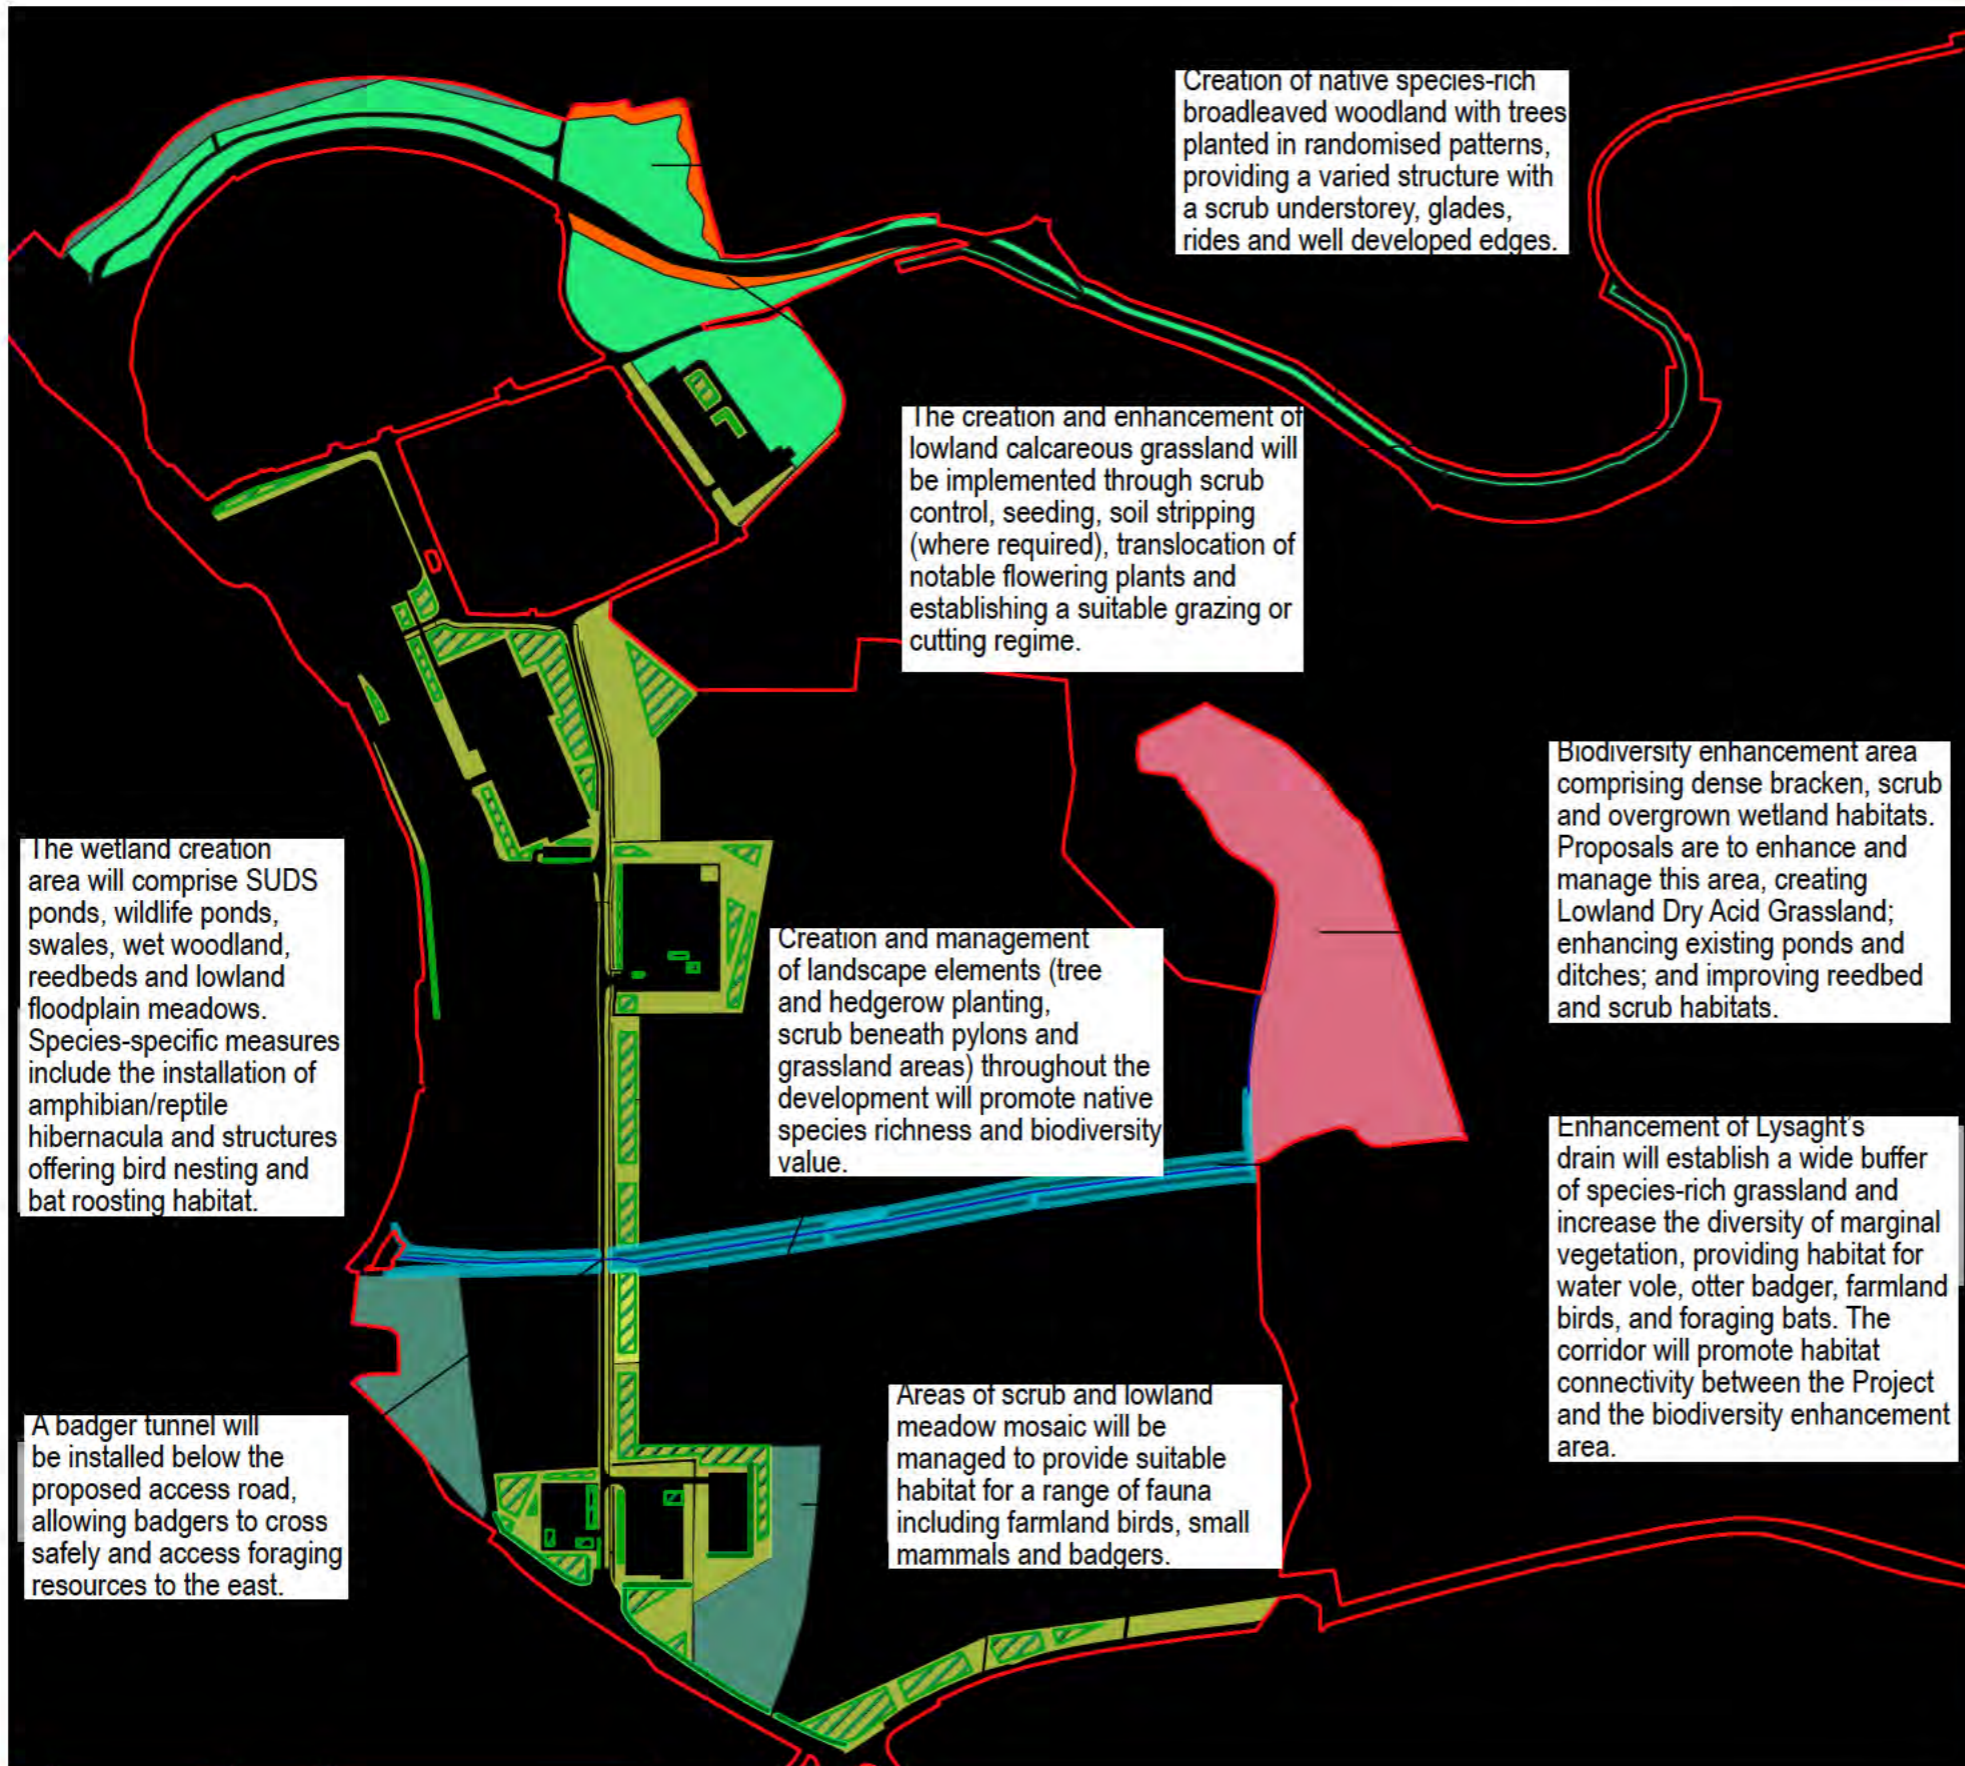 Creation of native species-rich
broadleaved woodland with trees
planted in randomised patterns,
providing a varied structure with
a scrub understorey, glades,
rides and well developed edges.
The creation and enhancement of
lowland calcareous grassland will
be implemented through scrub
control, seeding, soil stripping
(where required), translocation of
notable flowering plants and
establishing a suitable grazing or
cutting regime.
Biodiversity enhancement area
comprising dense bracken, scrub
and overgrown wetland habitats.
Proposals are to enhance and
manage this area, creating
Lowland Dry Acid Grassland;
enhancing existing ponds and
ditches; and improving reedbed
and scrub habitats.
The wetland creation
area will comprise SUDS
ponds, wildlife ponds,
swales, wet woodland,
reedbeds and lowland
floodplain meadows.
Species-specific measures
include the installation of
amphibian/reptile
hibernacula and structures
offering bird nesting and
bat roosting habitat.
Creation and management
of landscape elements (tree
and hedgerow planting,
scrub beneath pylons and
grassland areas) throughout the
development will promote native
species richness and biodiversity
value.
Enhancement of Lysaght's
drain will establish a wide buffer
of species-rich grassland and
increase the diversity of marginal
vegetation, providing habitat for
water vole, otter badger, farmland
birds, and foraging bats. The
corridor will promote habitat
connectivity between the Project
and the biodiversity enhancement
area.
A badger tunnel will
be installed below the
proposed access road,
allowing badgers to cross
safely and access foraging
resources to the east.
Areas of scrub and lowland
meadow mosaic will be
managed to provide suitable
habitat for a range of fauna
including farmland birds, small
mammals and badgers.